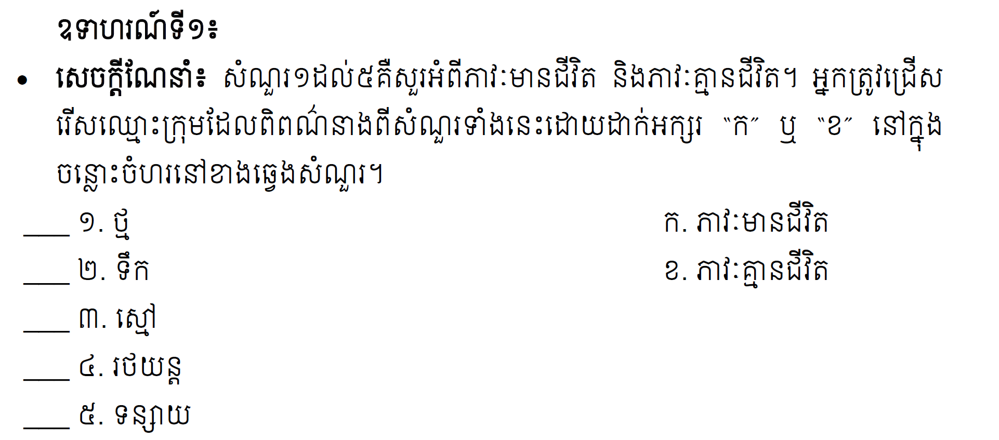 ឧទាហរណ៍ទី១៖
• សេចក្ដីណែនាំ៖ សំណួរ១ដល់៥គឺសួរអំពីភាវៈមានជីវិត និងភាវៈគ្មានជីវិត។ អ្នកត្រូវជ្រើស
រើសឈ្មោះក្រុមដែលពិពណ៌នាងពីសំណួរទាំងនេះដោយដាក់អក្សរ “ក” ឬ “ខ” នៅក្នុង
ចន្លោះចំហរនៅខាងឆ្វេងសំណួរ។
___ ១. ថ្ម ក. ភាវៈមានជីវិត
___ ២. ទឹក ខ. ភាវៈគ្មានជីវិត
___ ៣. ស្មៅ
___ ៤. រថយន្ត
___ ៥. ទន្សាយ